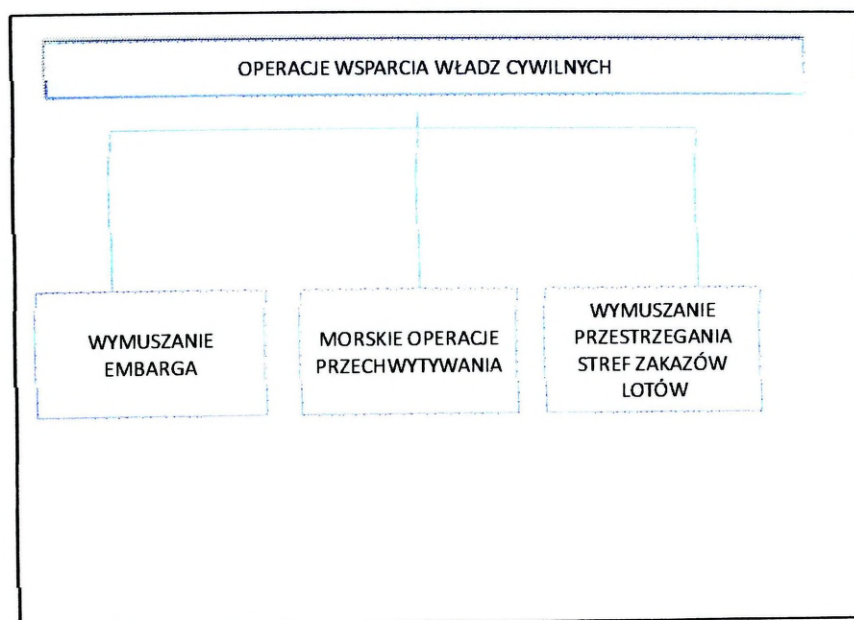 OPERACJE WSPARCIA WŁADZ CYWILNYCH
WYMUSZANIE
EMBARGA
MORSKIE OPERACJE
PRZECHWYTYWANIA
WYMUSZANIE
PRZESTRZEGANIA
STREF ZAKAZÓW
LOTÓW